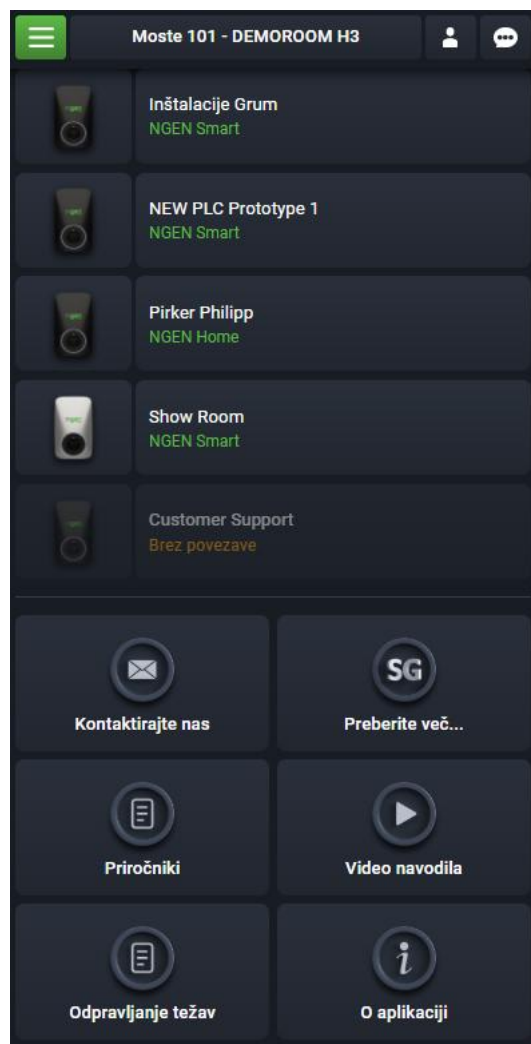 Moste 101 - DEMOROOM H3
Inštalacije Grum
NGEN Smart
NEW PLC Prototype 1
NGEN Smart
Pirker Philipp
NGEN Home
Show Room
NGEN Smart
Customer Support
Brez povezave
SG
Kontaktirajte nas
Preberite več...
Priročniki
Video navodila
i
Odpravljanje težav
O aplikaciji